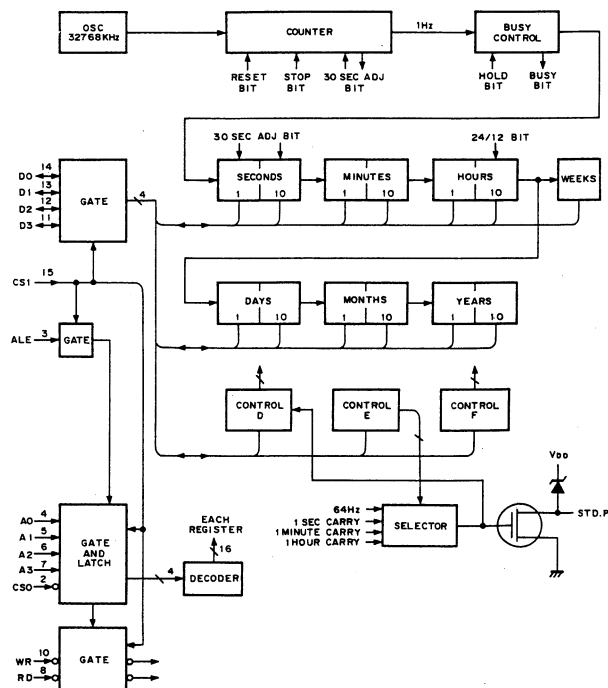 OSC
32768KHz
COUNTER
1Hz
BUSY
CONTROL
RESET
BIT
STOP
BIT
30 SEC ADJ
BIT
HOLD
BIT
BUSY
BIT
30 SEC ADJ BIT
24/12 BIT
SECONDS
1 10
MINUTES
1 10
HOURS
1 10
WEEKS
D0 14
D1 13
D2 12
D3 11
GATE
4
CS1 15
DAYS
1 10
MONTHS
1 10
YEARS
1 10
ALE 3
GATE
CONTROL
D
CONTROL
E
CONTROL
F
VDD
STD.P
64Hz
1 SEC CARRY
1 MINUTE CARRY
1 HOUR CARRY
SELECTOR
A0 4
A1 5
A2 6
A3 7
CS0 2
GATE
AND
LATCH
4
EACH
REGISTER
16
DECODER
WR 10
RD 8
GATE